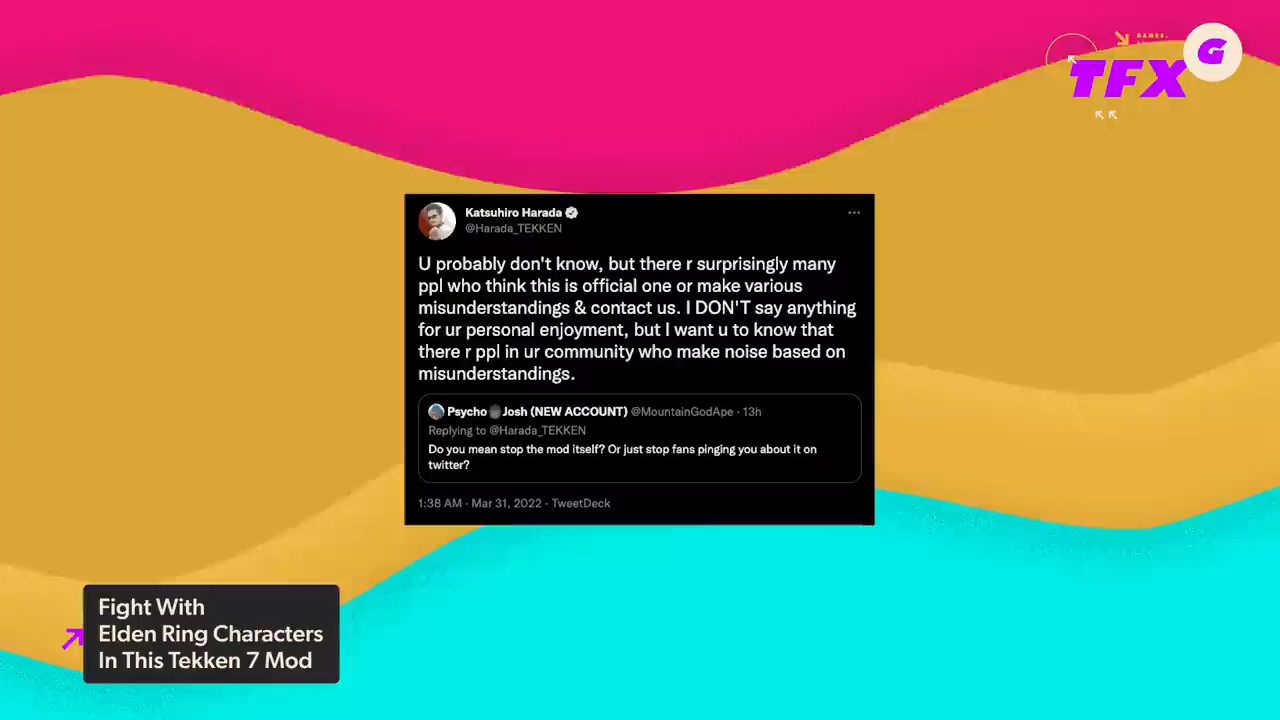 GAMES.
TFX
G
Katsuhiro Harada
@Harada_TEKKEN
U probably don't know, but there r surprisingly many
ppl who think this is official one or make various
misunderstandings & contact us. I DON'T say anything
for ur personal enjoyment, but I want u to know that
there r ppl in ur community who make noise based on
misunderstandings.
Psycho Josh (NEW ACCOUNT) @MountainGodApe · 13h
Replying to @Harada_TEKKEN
Do you mean stop the mod itself? Or just stop fans pinging you about it on
twitter?
1:38 AM · Mar 31, 2022 · TweetDeck
Fight With
Elden Ring Characters
In This Tekken 7 Mod